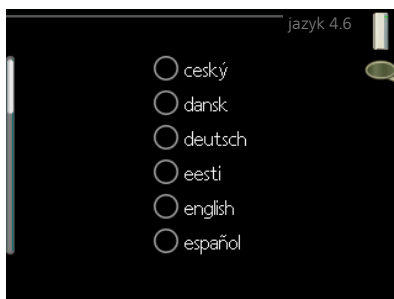 jazyk 4.6
ceský
dansk
deutsch
eesti
english
español